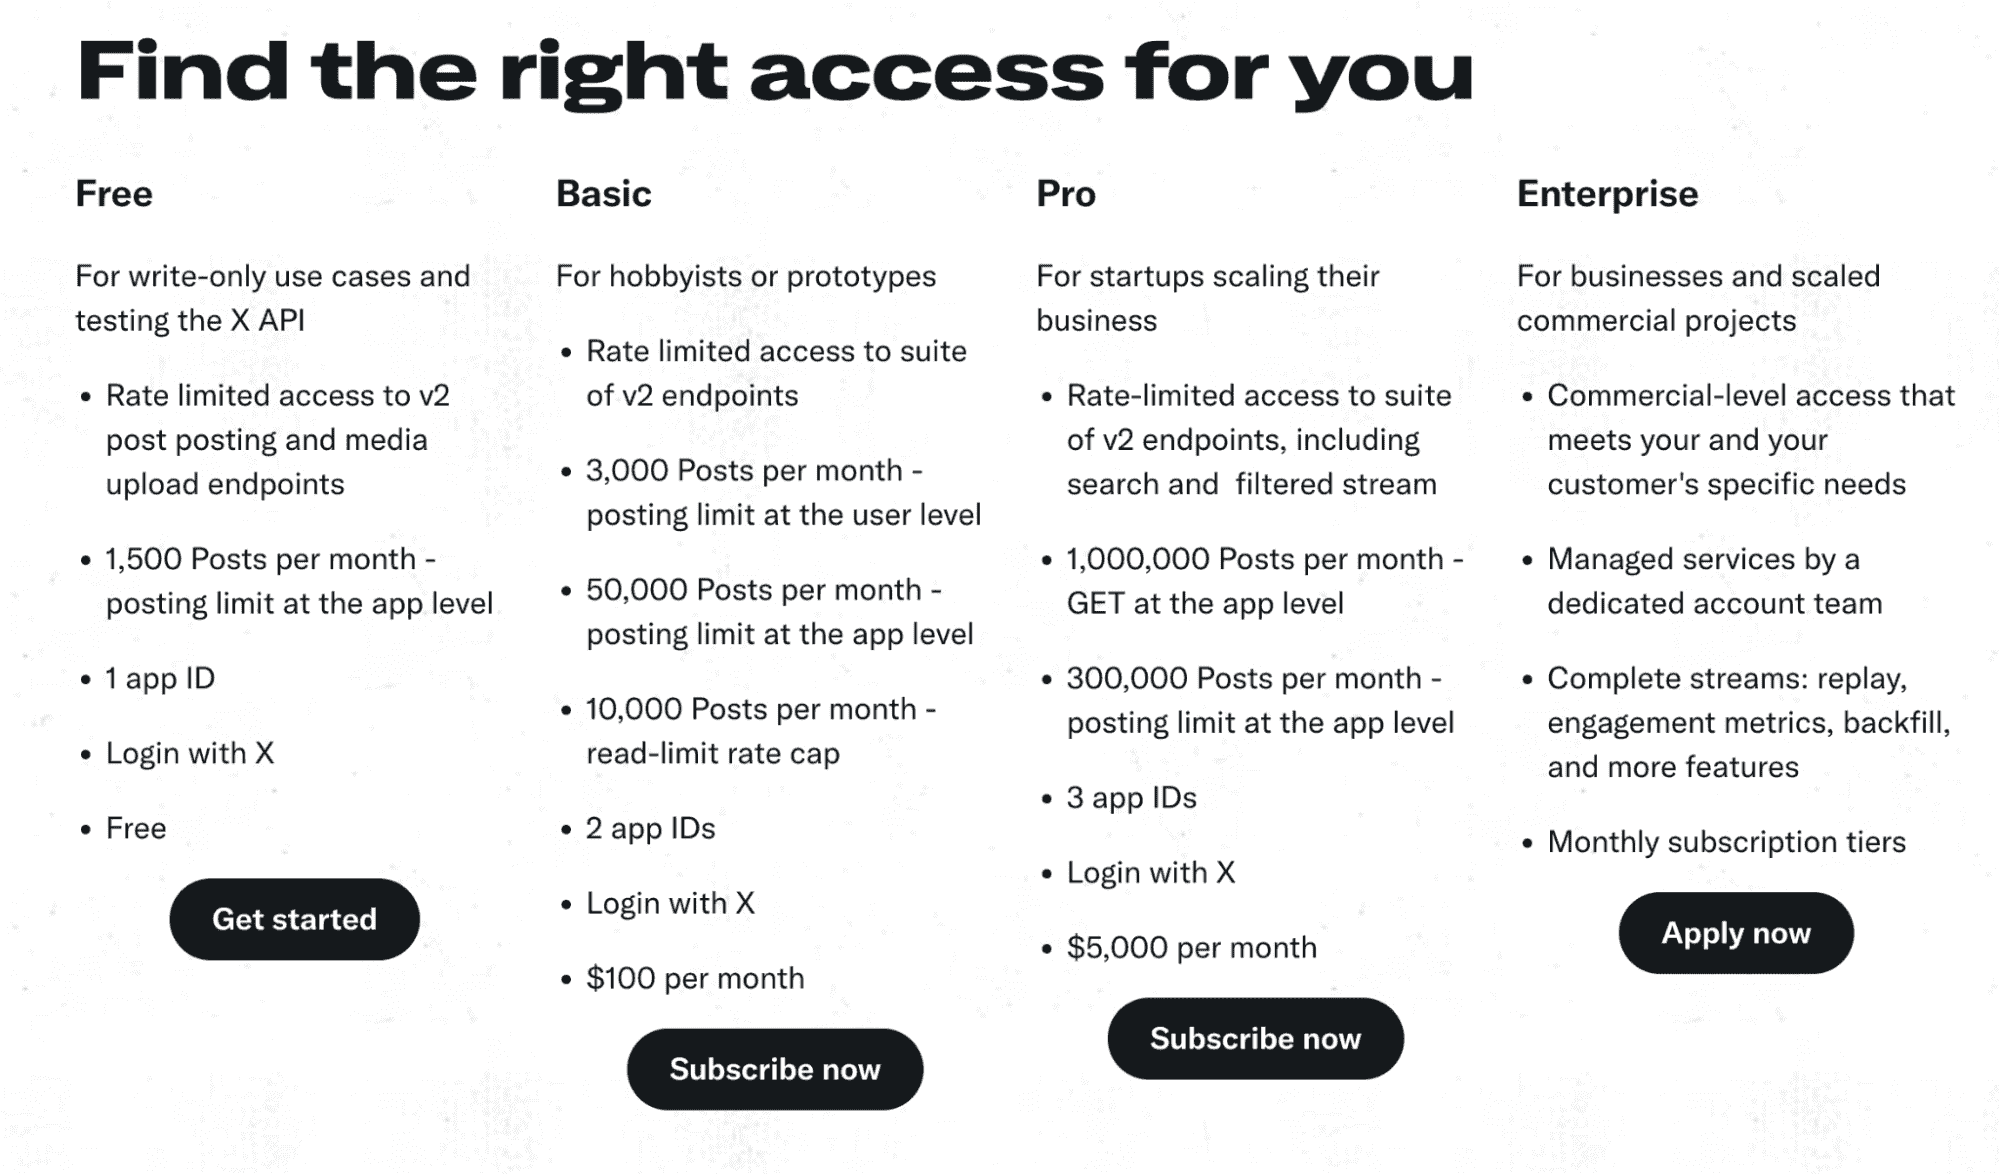 Find the right access for you
Free
For write-only use cases and
testing the X API
• Rate limited access to v2
post posting and media
upload endpoints
• 1,500 Posts per month -
posting limit at the app level
• 1 app ID
• Login with X
• Free
Get started
Basic
For hobbyists or prototypes
• Rate limited access to suite
of v2 endpoints
• 3,000 Posts per month -
posting limit at the user level
• 50,000 Posts per month -
posting limit at the app level
• 10,000 Posts per month -
read-limit rate cap
• 2 app IDs
• Login with X
• $100 per month
Subscribe now
Pro
For startups scaling their
business
• Rate-limited access to suite
of v2 endpoints, including
search and  filtered stream
• 1,000,000 Posts per month -
GET at the app level
• 300,000 Posts per month -
posting limit at the app level
• 3 app IDs
• Login with X
• $5,000 per month
Subscribe now
Enterprise
For businesses and scaled
commercial projects
• Commercial-level access that
meets your and your
customer's specific needs
• Managed services by a
dedicated account team
• Complete streams: replay,
engagement metrics, backfill,
and more features
• Monthly subscription tiers
Apply now